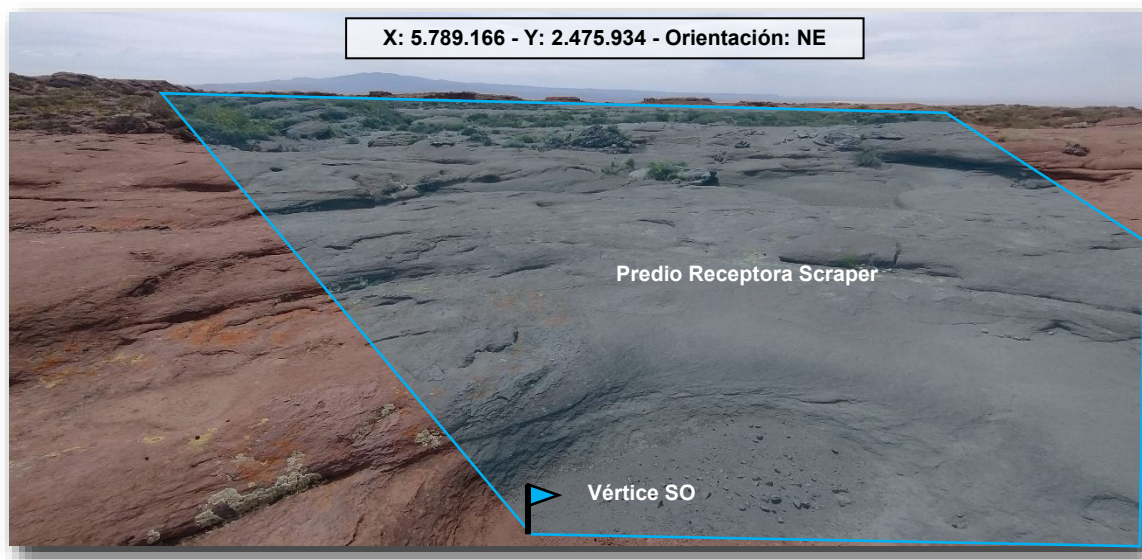 X: 5.789.166 - Y: 2.475.934 - Orientación: NE
Predio Receptora Scraper
Vértice SO